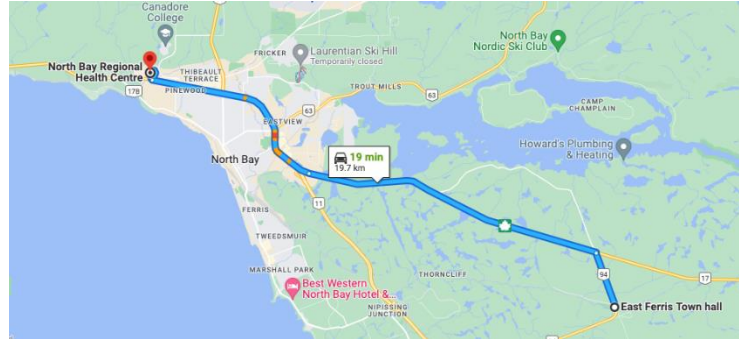 Canadore
College
North Bay Regional
Health Centre
17B
PINEWOOD
THIBEAULT
TERRACE
FRICKER
Laurentian Ski Hill
Temporarily closed
North Bay
Nordic Ski Club
TROUT MILLS
63
63
EASTVIEW
CAMP
CHAMPLAIN
Howard's Plumbing
& Heating
North Bay
19 min
19.7 km
11
FERRIS
TWEEDSMUIR
MARSHALL PARK
Best Western
North Bay Hotel &...
NIPISSING
JUNCTION
THORNCLIFF
94
17
East Ferris Town hall